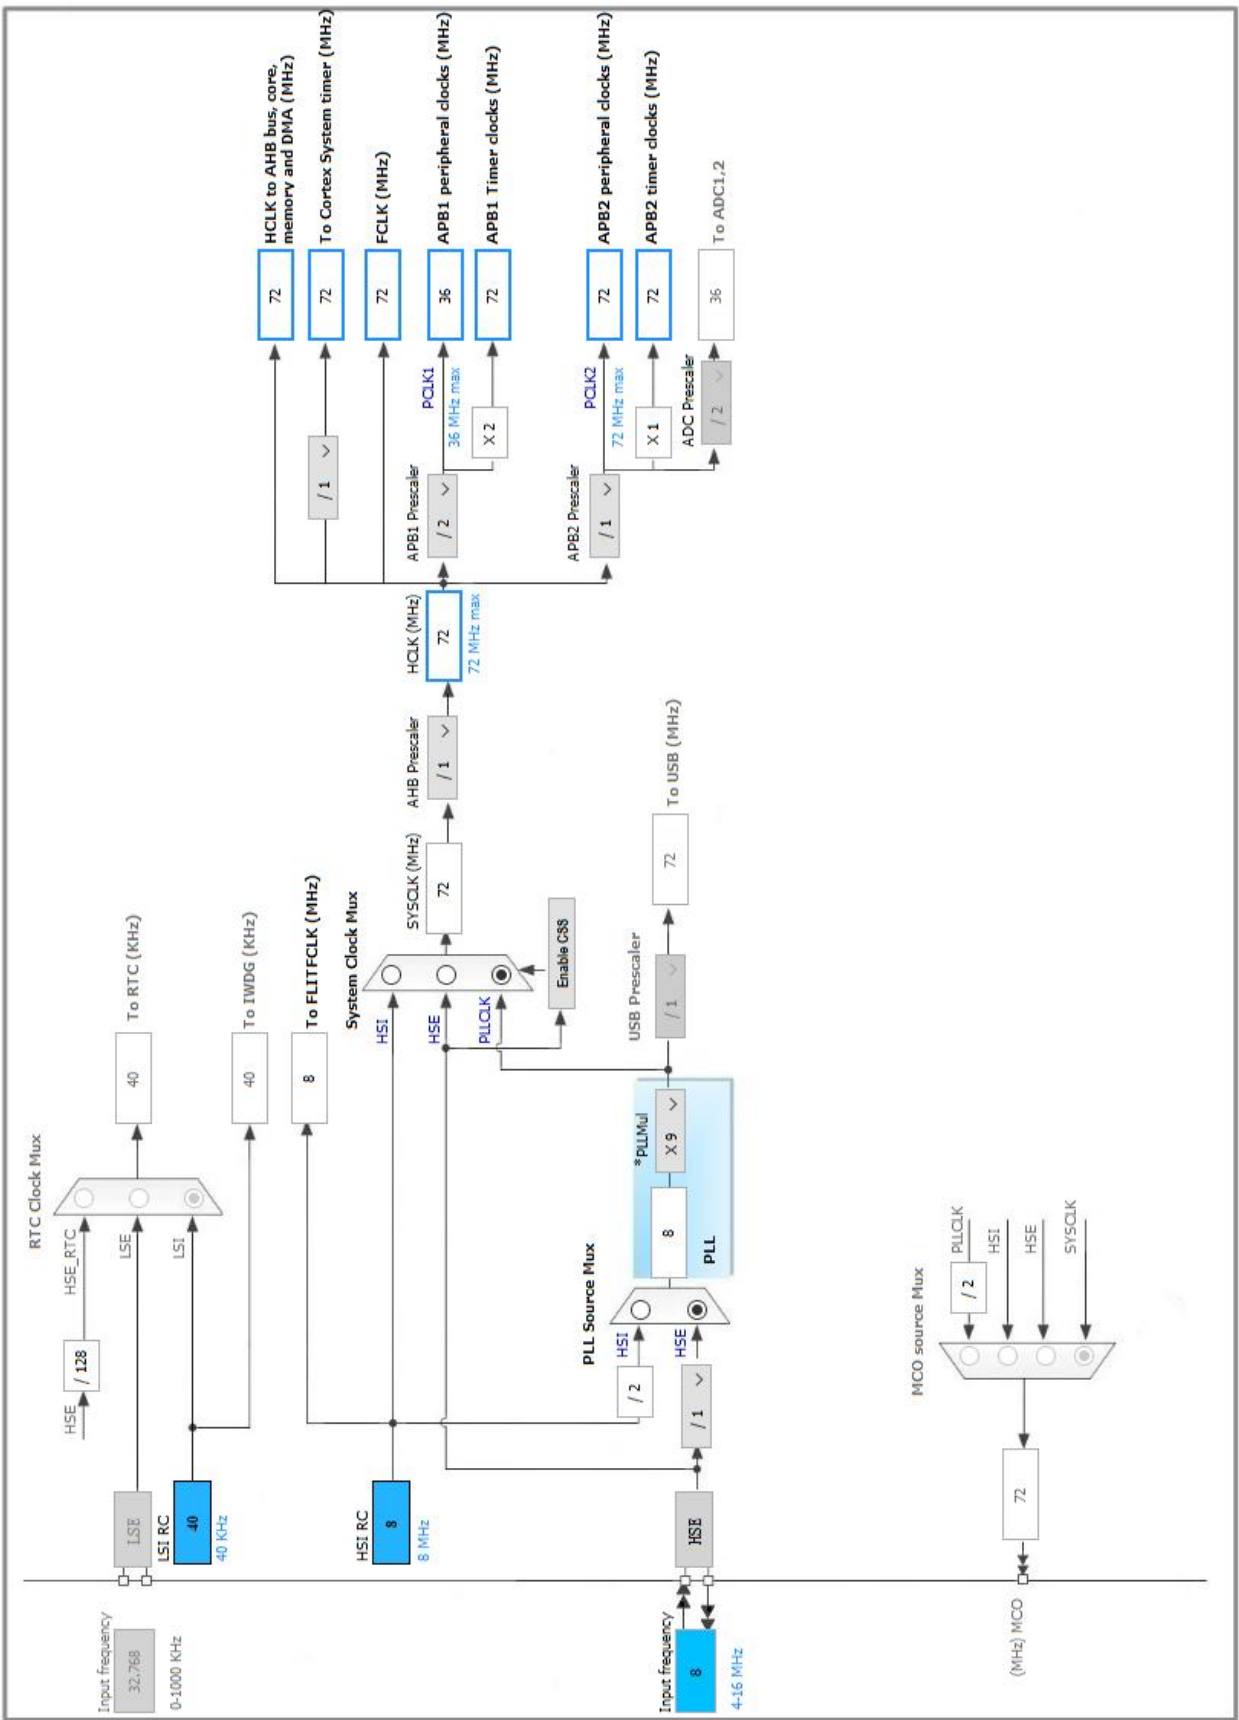 RTC Clock Mux
HSE
/ 128
HSE_RTC
Input frequency
32.768
0-1000 KHz
LSE
LSE
40
To RTC (KHz)
LSI RC
40
40 KHz
LSI
40
To IWDG (KHz)
8
To FLITFCLK (MHz)
HSI RC
8
8 MHz
HSI
System Clock Mux
HSE
PLLCLK
Enable CSS
SYSCLK (MHz)
72
AHB Prescaler
/ 1
HCLK (MHz)
72
72 MHz max
72
HCLK to AHB bus, core,
memory and DMA (MHz)
/ 1
72
To Cortex System timer (MHz)
72
FCLK (MHz)
APB1 Prescaler
/ 2
PCLK1
36 MHz max
36
APB1 peripheral clocks (MHz)
X 2
72
APB1 Timer clocks (MHz)
APB2 Prescaler
/ 1
PCLK2
72 MHz max
72
APB2 peripheral clocks (MHz)
X 1
72
APB2 timer clocks (MHz)
ADC Prescaler
/ 2
36
To ADC1,2
PLL Source Mux
/ 2
HSI
Input frequency
8
4-16 MHz
HSE
/ 1
HSE
8
*PLLMul
X 9
PLL
USB Prescaler
/ 1
72
To USB (MHz)
MCO source Mux
(MHz) MCO
72
/ 2
PLLCLK
HSI
HSE
SYSCLK